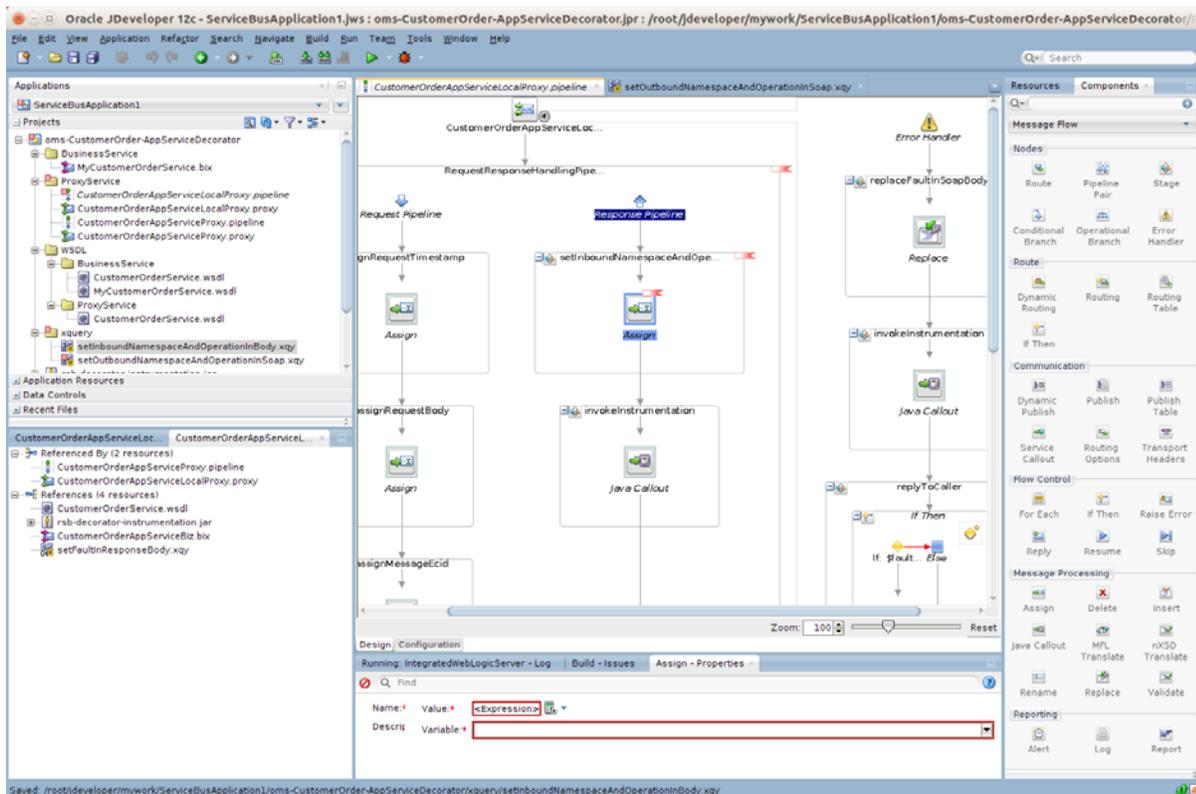 Oracle JDeveloper 12c - ServiceBusApplication1.jws : oms-CustomerOrder-AppServiceDecorator.jpr : /root/jdeveloper/mywork/ServiceBusApplication1/oms-CustomerOrder-AppServiceDecorator/
File Edit View Application Refactor Search Navigate Build Run Team Tools Window Help
Search
Applications
ServiceBusApplication1
Projects
oms-CustomerOrder-AppServiceDecorator
BusinessService
MyCustomerOrderService.bix
ProxyService
CustomerOrderAppServiceLocalProxy.pipeline
CustomerOrderAppServiceLocalProxy.proxy
CustomerOrderAppServiceProxy.pipeline
CustomerOrderAppServiceProxy.proxy
WSDL
BusinessService
CustomerOrderService.wsdl
MyCustomerOrderService.wsdl
ProxyService
CustomerOrderService.wsdl
xquery
setInboundNamespaceAndOperationInBody.xqy
setOutboundNamespaceAndOperationInSoap.xqy
Application Resources
Data Controls
Recent Files
CustomerOrderAppServiceLoc... CustomerOrderAppServiceL...
Referenced By (2 resources)
CustomerOrderAppServiceProxy.pipeline
CustomerOrderAppServiceLocalProxy.proxy
References (4 resources)
CustomerOrderService.wsdl
rsb-decorator-instrumentation.jar
CustomerOrderAppServiceBiz.bix
setFaultInResponseBody.xqy
CustomerOrderAppServiceLocalProxy.pipeline setOutboundNamespaceAndOperationInSoap.xqy
CustomerOrderAppServiceLoc...
RequestResponseHandlingPipe...
Request Pipeline
Response Pipeline
gnRequestTimestamp
setInboundNamespaceAndOpe...
Assign
Assign
ssignRequestBody
invokeInstrumentation
Assign
Java Callout
ssignMessageEcid
Error Handler
replaceFaultInSoapBody
Replace
invokeInstrumentation
Java Callout
replyToCaller
If Then
If: $fault... Else
Zoom: 100 Reset
Design Configuration
Running: IntegratedWebLogicServer - Log Build - Issues Assign - Properties
Find
Name:* Value:* <Expression>
Descrip Variable:*
Resources Components
Message Flow
Nodes
Route Pipeline Pair Stage
Conditional Branch Operational Branch Error Handler
Route
Dynamic Routing Routing Routing Table
If Then
Communication
Dynamic Publish Publish Publish Table
Service Callout Routing Options Transport Headers
Flow Control
For Each If Then Raise Error
Reply Resume Skip
Message Processing
Assign Delete Insert
Java Callout MFL Translate nXSD Translate
Rename Replace Validate
Reporting
Alert Log Report
Saved: /root/jdeveloper/mywork/ServiceBusApplication1/oms-CustomerOrder-AppServiceDecorator/xquery/setInboundNamespaceAndOperationInBody.xqy